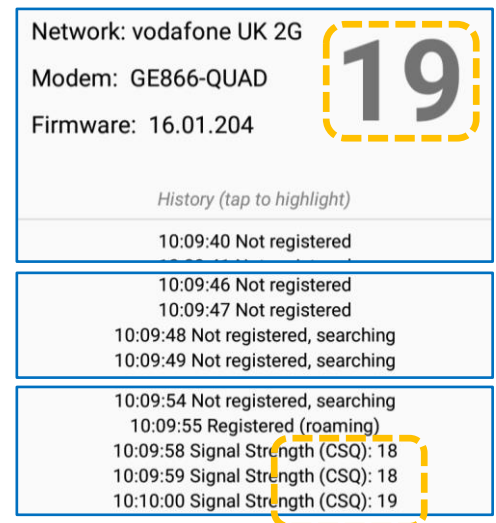 Network: vodafone UK 2G
19
Modem: GE866-QUAD
Firmware: 16.01.204
History (tap to highlight)
10:09:40 Not registered
10:09:46 Not registered
10:09:47 Not registered
10:09:48 Not registered, searching
10:09:49 Not registered, searching
10:09:54 Not registered, searching
10:09:55 Registered (roaming)
10:09:58 Signal Strength (CSQ): 18
10:09:59 Signal Strength (CSQ): 18
10:10:00 Signal Strength (CSQ): 19